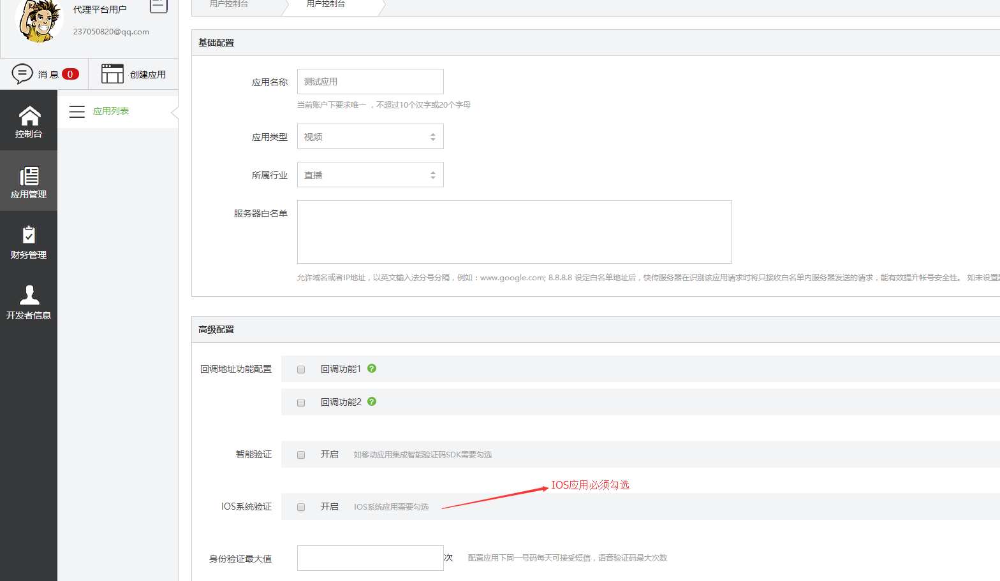 代理平台用户
237050820@qq.com
消息 0
创建应用
控制台
应用管理
财务管理
开发者信息
应用列表
用户控制台
用户控制台
基础配置
应用名称 测试应用
当前账户下要求唯一 ，不超过10个汉字或20个字母
应用类型 视频
所属行业 直播
服务器白名单
允许域名或者IP地址，以英文输入法分号分隔，例如：www.google.com; 8.8.8.8 设定白名单地址后，快传服务器在识别该应用请求时将只接收白名单内服务器发送的请求，能有效提升帐号安全性。 如未设置
高级配置
回调地址功能配置 回调功能1 ?
回调功能2 ?
智能验证 开启 如移动应用集成智能验证码SDK需要勾选
IOS应用必须勾选
IOS系统验证 开启 IOS系统应用需要勾选
身份验证最大值 次 配置应用下同一号码每天可接受短信，语音验证码最大次数